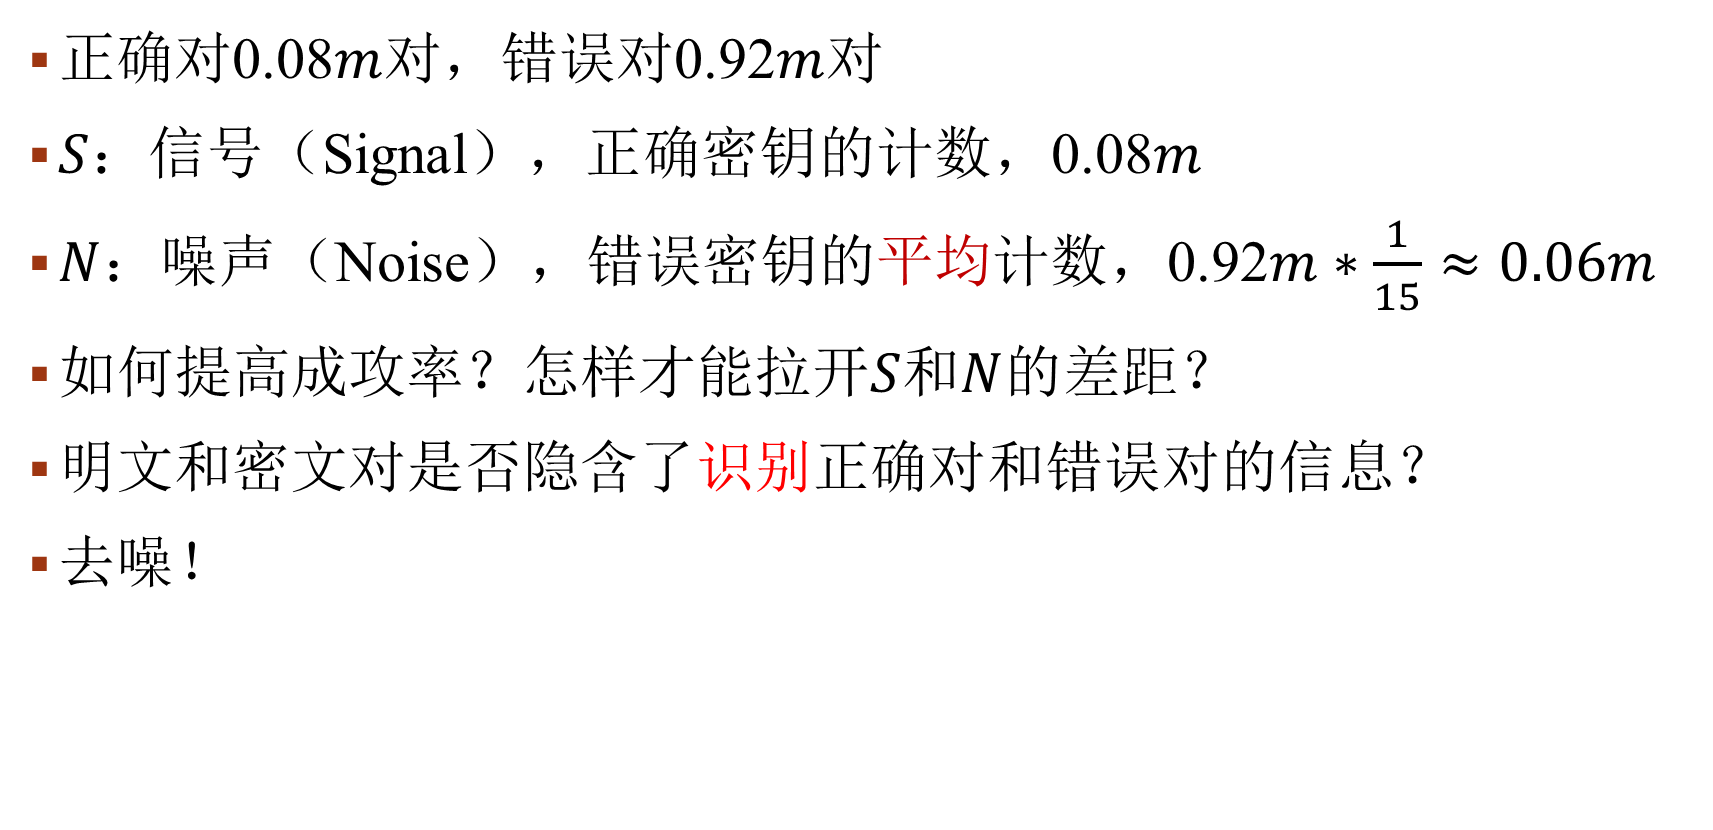 ▪ 正确对0.08m对，错误对0.92m对
▪ S：信号（Signal），正确密钥的计数，0.08m
▪ N：噪声（Noise），错误密钥的平均计数，0.92m * 1/15 ≈ 0.06m
▪ 如何提高成攻率？怎样才能拉开S和N的差距？
▪ 明文和密文对是否隐含了识别正确对和错误对的信息？
▪ 去噪！